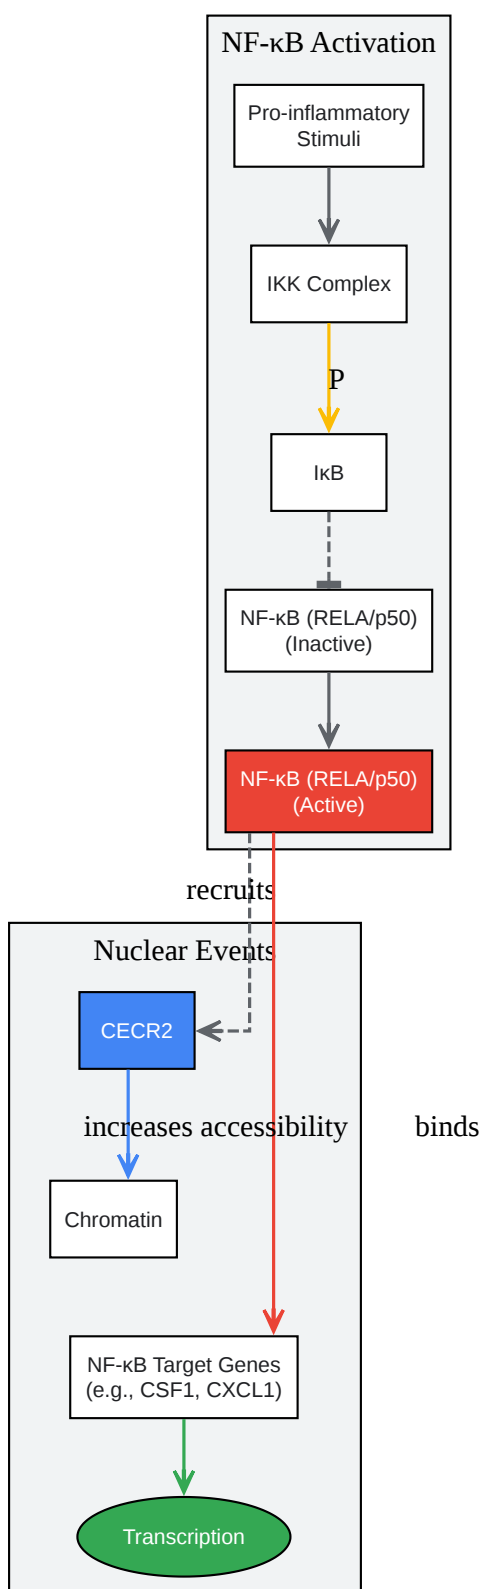 NF-κB Activation
Pro-inflammatory
Stimuli
IKK Complex
P
IκB
NF-κB (RELA/p50)
(Inactive)
NF-κB (RELA/p50)
(Active)
recruits
Nuclear Events
CECR2
increases accessibility
binds
Chromatin
NF-κB Target Genes
(e.g., CSF1, CXCL1)
Transcription